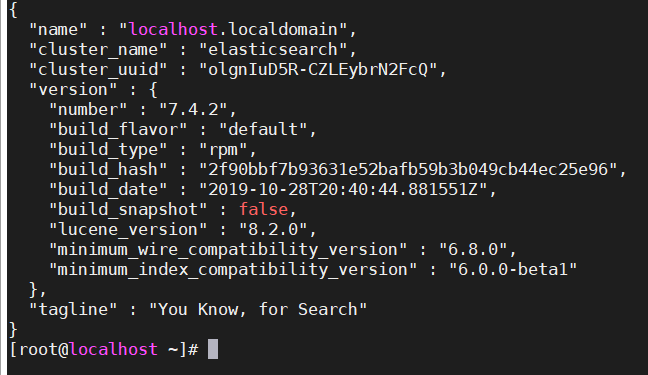 {
  "name" : "localhost.localdomain",
  "cluster_name" : "elasticsearch",
  "cluster_uuid" : "olgnIuD5R-CZLEybrN2FcQ",
  "version" : {
    "number" : "7.4.2",
    "build_flavor" : "default",
    "build_type" : "rpm",
    "build_hash" : "2f90bbf7b93631e52bafb59b3b049cb44ec25e96",
    "build_date" : "2019-10-28T20:40:44.881551Z",
    "build_snapshot" : false,
    "lucene_version" : "8.2.0",
    "minimum_wire_compatibility_version" : "6.8.0",
    "minimum_index_compatibility_version" : "6.0.0-beta1"
  },
  "tagline" : "You Know, for Search"
}
[root@localhost ~]#